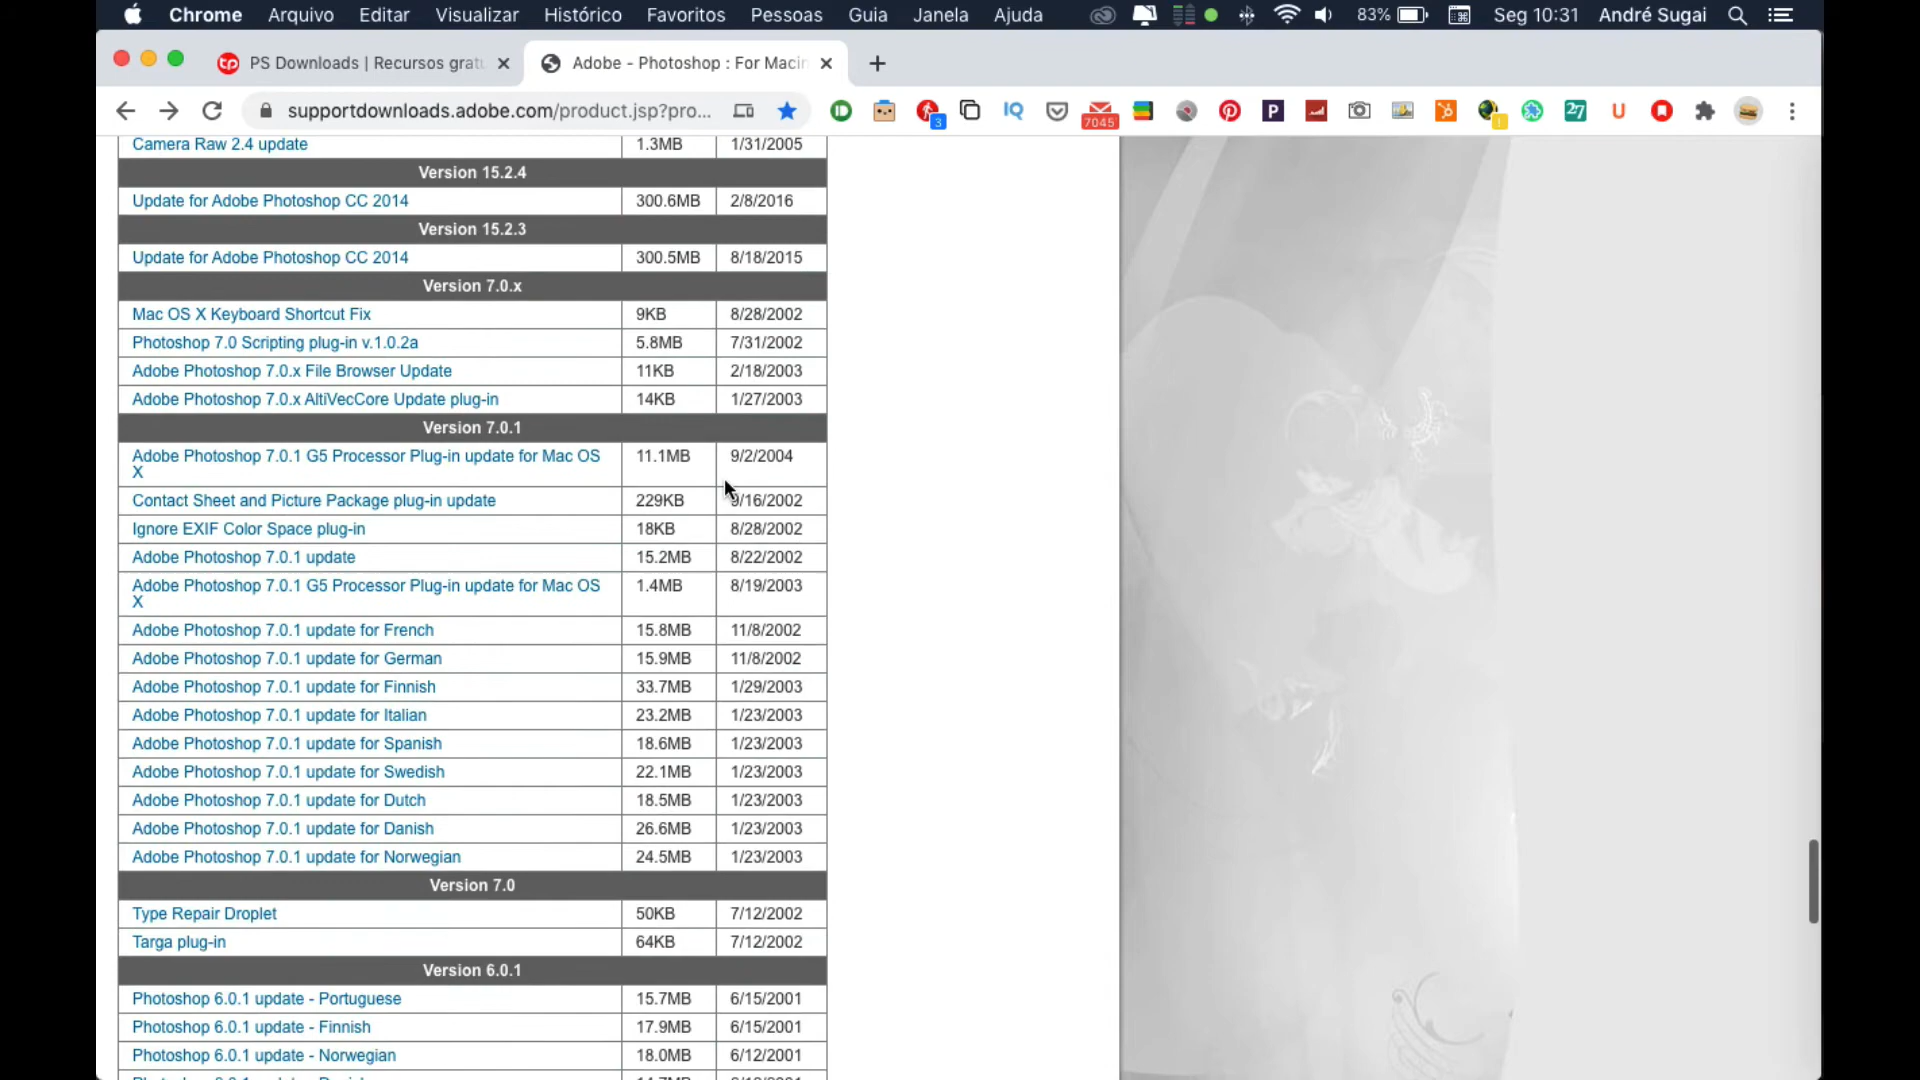 Chrome Arquivo Editar Visualizar Histórico Favoritos Pessoas Guia Janela Ajuda 83% Seg 10:31 André Sugai
tp PS Downloads | Recursos gratu Adobe - Photoshop : For Macin
supportdownloads.adobe.com/product.jsp?pro... 3 IQ 7045 P 27 U
Camera Raw 2.4 update 1.3MB 1/31/2005
Version 15.2.4
Update for Adobe Photoshop CC 2014 300.6MB 2/8/2016
Version 15.2.3
Update for Adobe Photoshop CC 2014 300.5MB 8/18/2015
Version 7.0.x
Mac OS X Keyboard Shortcut Fix 9KB 8/28/2002
Photoshop 7.0 Scripting plug-in v.1.0.2a 5.8MB 7/31/2002
Adobe Photoshop 7.0.x File Browser Update 11KB 2/18/2003
Adobe Photoshop 7.0.x AltiVecCore Update plug-in 14KB 1/27/2003
Version 7.0.1
Adobe Photoshop 7.0.1 G5 Processor Plug-in update for Mac OS 11.1MB 9/2/2004
X
Contact Sheet and Picture Package plug-in update 229KB 9/16/2002
Ignore EXIF Color Space plug-in 18KB 8/28/2002
Adobe Photoshop 7.0.1 update 15.2MB 8/22/2002
Adobe Photoshop 7.0.1 G5 Processor Plug-in update for Mac OS 1.4MB 8/19/2003
X
Adobe Photoshop 7.0.1 update for French 15.8MB 11/8/2002
Adobe Photoshop 7.0.1 update for German 15.9MB 11/8/2002
Adobe Photoshop 7.0.1 update for Finnish 33.7MB 1/29/2003
Adobe Photoshop 7.0.1 update for Italian 23.2MB 1/23/2003
Adobe Photoshop 7.0.1 update for Spanish 18.6MB 1/23/2003
Adobe Photoshop 7.0.1 update for Swedish 22.1MB 1/23/2003
Adobe Photoshop 7.0.1 update for Dutch 18.5MB 1/23/2003
Adobe Photoshop 7.0.1 update for Danish 26.6MB 1/23/2003
Adobe Photoshop 7.0.1 update for Norwegian 24.5MB 1/23/2003
Version 7.0
Type Repair Droplet 50KB 7/12/2002
Targa plug-in 64KB 7/12/2002
Version 6.0.1
Photoshop 6.0.1 update - Portuguese 15.7MB 6/15/2001
Photoshop 6.0.1 update - Finnish 17.9MB 6/15/2001
Photoshop 6.0.1 update - Norwegian 18.0MB 6/12/2001